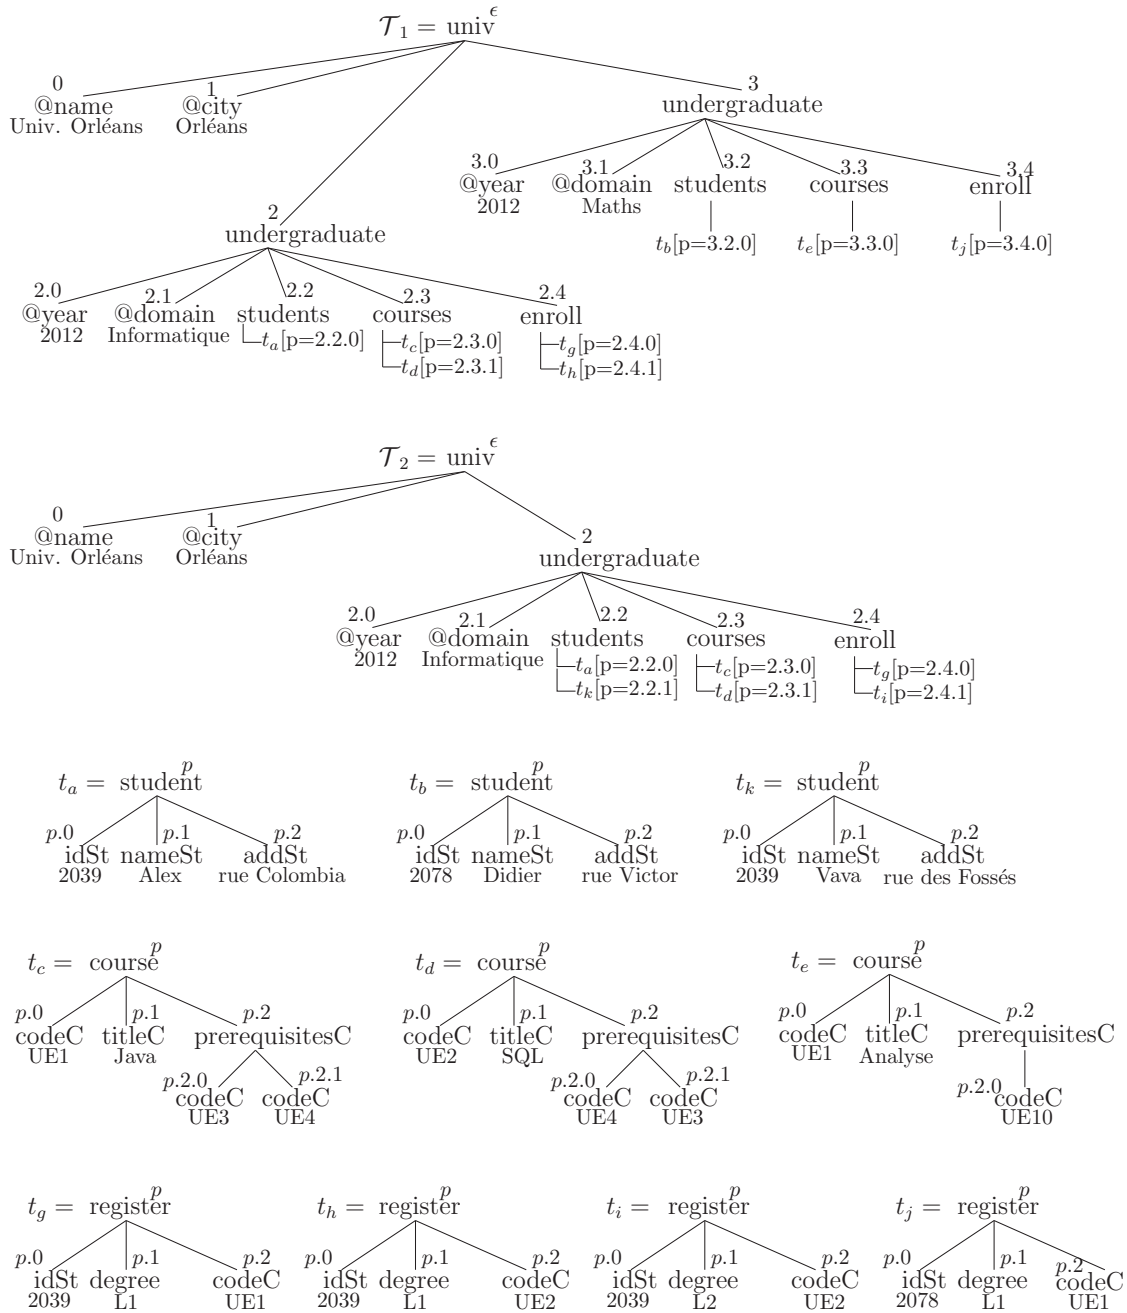 𝒯₁ = univ^ϵ
0 1 3
@name @city undergraduate
Univ. Orléans Orléans
3.0 3.1 3.2 3.3 3.4
@year @domain students courses enroll
2012 Maths
t_b[p=3.2.0] t_e[p=3.3.0] t_j[p=3.4.0]
2
undergraduate
2.0 2.1 2.2 2.3 2.4
@year @domain students courses enroll
2012 Informatique t_a[p=2.2.0] t_c[p=2.3.0] t_g[p=2.4.0]
t_d[p=2.3.1] t_h[p=2.4.1]
𝒯₂ = univ^ϵ
0 1 2
@name @city undergraduate
Univ. Orléans Orléans
2.0 2.1 2.2 2.3 2.4
@year @domain students courses enroll
2012 Informatique t_a[p=2.2.0] t_c[p=2.3.0] t_g[p=2.4.0]
t_k[p=2.2.1] t_d[p=2.3.1] t_i[p=2.4.1]
t_a = student^p t_b = student^p t_k = student^p
p.0 p.1 p.2 p.0 p.1 p.2 p.0 p.1 p.2
idSt nameSt addSt idSt nameSt addSt idSt nameSt addSt
2039 Alex rue Colombia 2078 Didier rue Victor 2039 Vava rue des Fossés
t_c = course^p t_d = course^p t_e = course^p
p.0 p.1 p.2 p.0 p.1 p.2 p.0 p.1 p.2
codeC titleC prerequisitesC codeC titleC prerequisitesC codeC titleC prerequisitesC
UE1 Java UE2 SQL UE1 Analyse
p.2.0 p.2.1 p.2.0 p.2.1 p.2.0
codeC codeC codeC codeC codeC
UE3 UE4 UE4 UE3 UE10
t_g = register^p t_h = register^p t_i = register^p t_j = register^p
p.0 p.1 p.2 p.0 p.1 p.2 p.0 p.1 p.2 p.0 p.1 p.2
idSt degree codeC idSt degree codeC idSt degree codeC idSt degree codeC
2039 L1 UE1 2039 L1 UE2 2039 L2 UE2 2078 L1 UE1